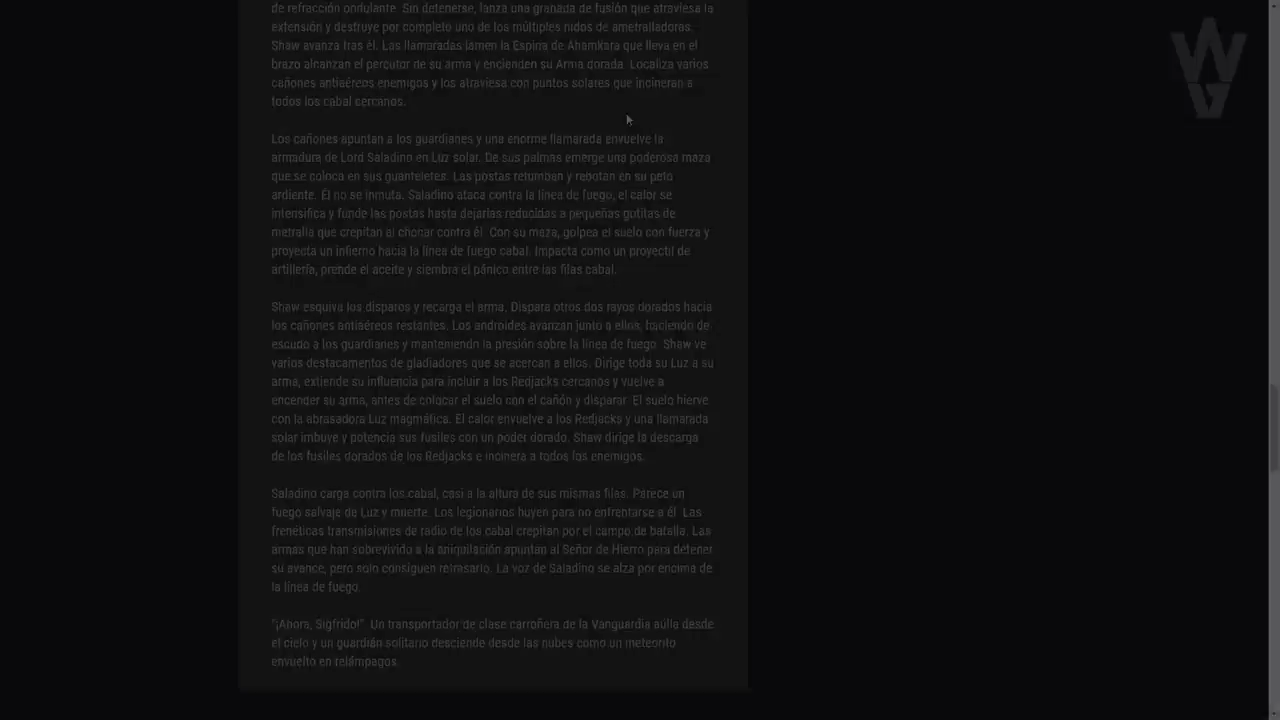 de refracción ondulante. Sin detenerse, lanza una granada de fusión que atraviesa la
extensión y destruye por completo uno de los múltiples nidos de ametralladoras.
Shaw avanza tras él. Las llamaradas lamen la Espina de Ahamkara que lleva en el
brazo alcanzan el percutor de su arma y encienden su Arma dorada. Localiza varios
cañones antiaéreos enemigos y los atraviesa con puntos solares que incineran a
todos los cabal cercanos.
Los cañones apuntan a los guardianes y una enorme llamarada envuelve la
armadura de Lord Saladino en Luz solar. De sus palmas emerge una poderosa maza
que se coloca en sus guanteletes. Las postas retumban y rebotan en su peto
ardiente. Él no se inmuta. Saladino ataca contra la línea de fuego, el calor se
intensifica y funde las postas hasta dejarlas reducidas a pequeñas gotitas de
metralla que crepitan al chocar contra él. Con su maza, golpea el suelo con fuerza y
proyecta un infierno hacia la línea de fuego cabal. Impacta como un proyectil de
artillería, prende el aceite y siembra el pánico entre las filas cabal.
Shaw esquiva los disparos y recarga el arma. Dispara otros dos rayos dorados hacia
los cañones antiaéreos restantes. Los androides avanzan junto a ellos, haciendo de
escudo a los guardianes y manteniendo la presión sobre la línea de fuego. Shaw ve
varios destacamentos de gladiadores que se acercan a ellos. Dirige toda su Luz a su
arma, extiende su influencia para incluir a los Redjacks cercanos y vuelve a
encender su arma, antes de colocar el suelo con el cañón y disparar. El suelo hierve
con la abrasadora Luz magmática. El calor envuelve a los Redjacks y una llamarada
solar imbuye y potencia sus fusiles con un poder dorado. Shaw dirige la descarga
de los fusiles dorados de los Redjacks e incinera a todos los enemigos.
Saladino carga contra los cabal, casi a la altura de sus mismas filas. Parece un
fuego salvaje de Luz y muerte. Los legionarios huyen para no enfrentarse a él. Las
frenéticas transmisiones de radio de los cabal crepitan por el campo de batalla. Las
armas que han sobrevivido a la aniquilación apuntan al Señor de Hierro para detener
su avance, pero solo consiguen retrasarlo. La voz de Saladino se alza por encima de
la línea de fuego.
"¡Ahora, Sigfrido!". Un transportador de clase carroñera de la Vanguardia aúlla desde
el cielo y un guardián solitario desciende desde las nubes como un meteorito
envuelto en relámpagos.